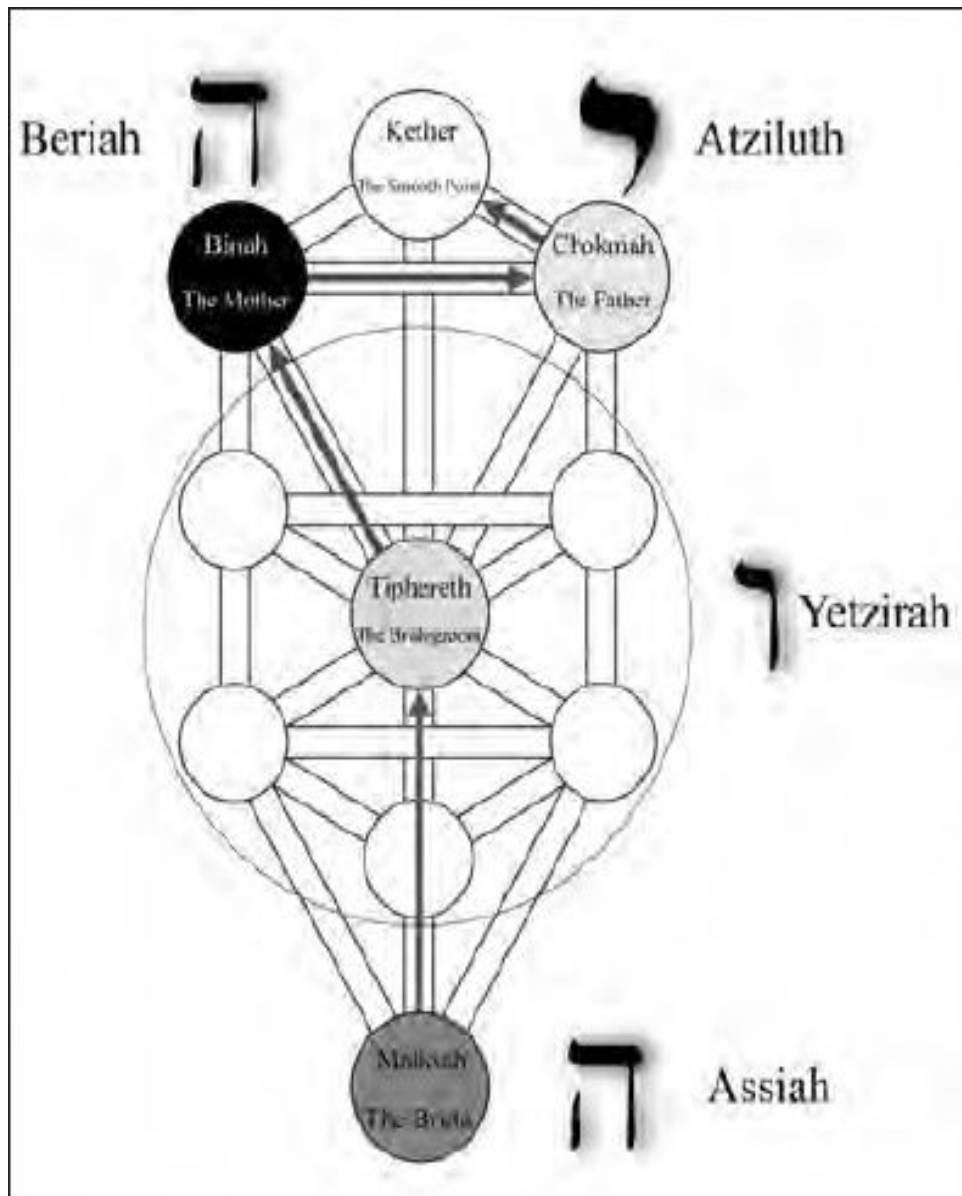 ה
י
Beriah
Atziluth
Kether
The Smooth Point
Binah
The Mother
Chokmah
The Father
Tiphereth
The Bridegroom
ו
Yetzirah
Malkuth
The Bride
ה
Assiah